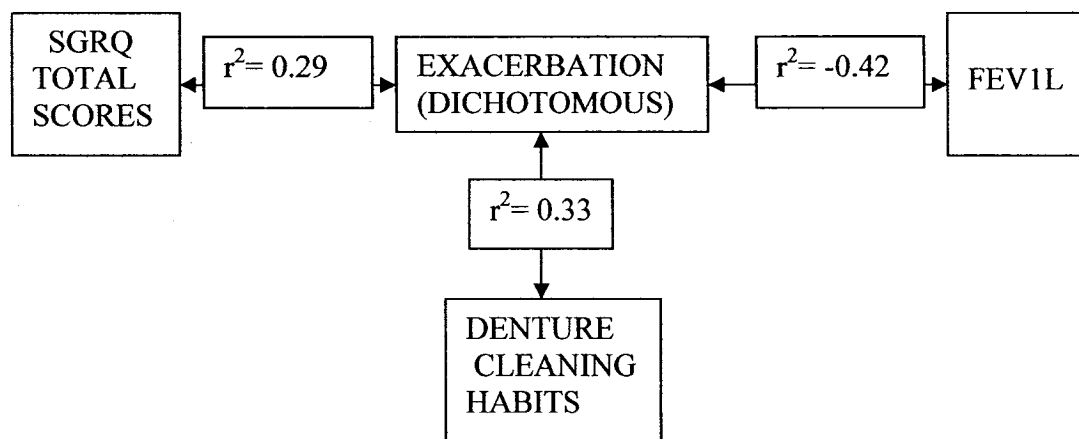 SGRQ
TOTAL
SCORES
r²= 0.29
EXACERBATION
(DICHOTOMOUS)
r²= -0.42
FEV1L
r²= 0.33
DENTURE
CLEANING
HABITS